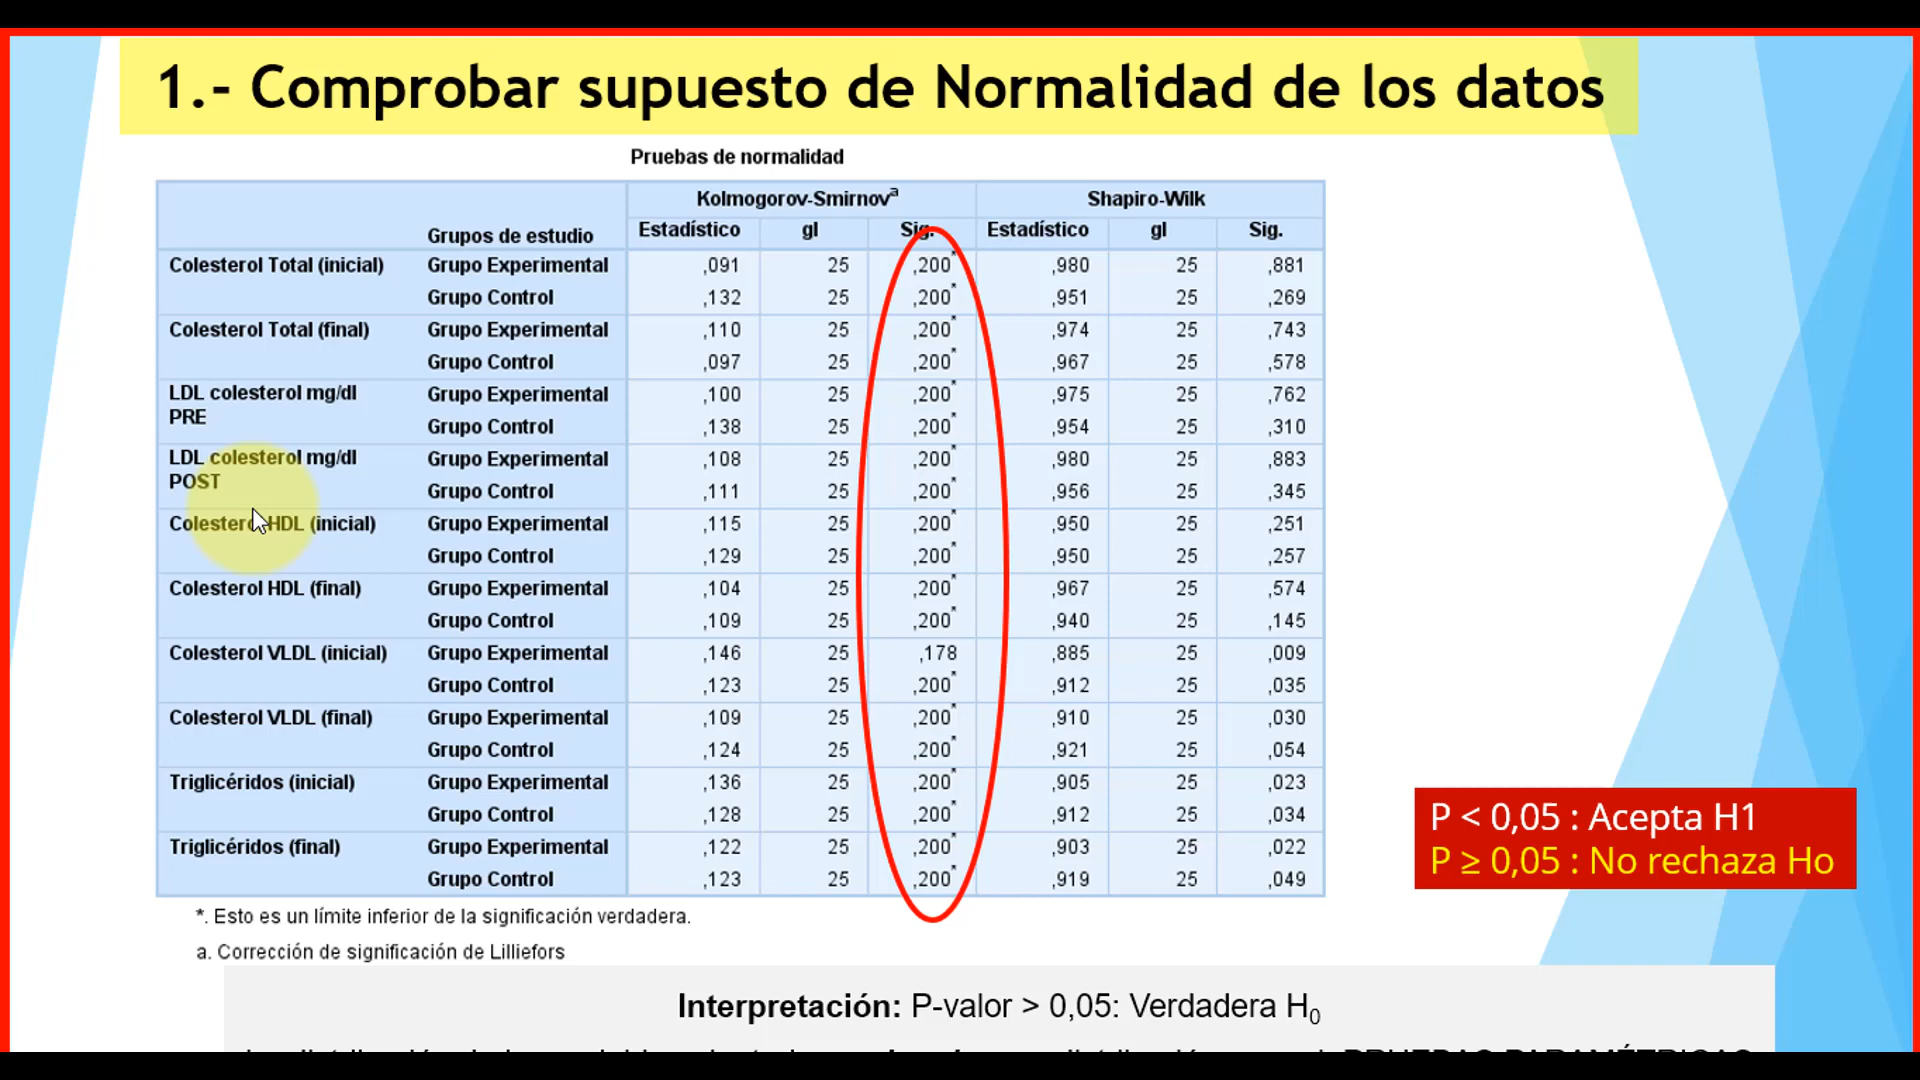 1.- Comprobar supuesto de Normalidad de los datos
Pruebas de normalidad
Kolmogorov-Smirnovª Shapiro-Wilk
Grupos de estudio Estadístico gl Sig. Estadístico gl Sig.
Colesterol Total (inicial) Grupo Experimental ,091 25 ,200* ,980 25 ,881
Grupo Control ,132 25 ,200* ,951 25 ,269
Colesterol Total (final) Grupo Experimental ,110 25 ,200* ,974 25 ,743
Grupo Control ,097 25 ,200* ,967 25 ,578
LDL colesterol mg/dl PRE Grupo Experimental ,100 25 ,200* ,975 25 ,762
Grupo Control ,138 25 ,200* ,954 25 ,310
LDL colesterol mg/dl POST Grupo Experimental ,108 25 ,200* ,980 25 ,883
Grupo Control ,111 25 ,200* ,956 25 ,345
Colesterol HDL (inicial) Grupo Experimental ,115 25 ,200* ,950 25 ,251
Grupo Control ,129 25 ,200* ,950 25 ,257
Colesterol HDL (final) Grupo Experimental ,104 25 ,200* ,967 25 ,574
Grupo Control ,109 25 ,200* ,940 25 ,145
Colesterol VLDL (inicial) Grupo Experimental ,146 25 ,178 ,885 25 ,009
Grupo Control ,123 25 ,200* ,912 25 ,035
Colesterol VLDL (final) Grupo Experimental ,109 25 ,200* ,910 25 ,030
Grupo Control ,124 25 ,200* ,921 25 ,054
Triglicéridos (inicial) Grupo Experimental ,136 25 ,200* ,905 25 ,023
Grupo Control ,128 25 ,200* ,912 25 ,034
Triglicéridos (final) Grupo Experimental ,122 25 ,200* ,903 25 ,022
Grupo Control ,123 25 ,200* ,919 25 ,049
*. Esto es un límite inferior de la significación verdadera.
a. Corrección de significación de Lilliefors
P < 0,05 : Acepta H1
P ≥ 0,05 : No rechaza Ho
Interpretación: P-valor > 0,05: Verdadera H₀
PRUEBAS PARAMÉTRICAS